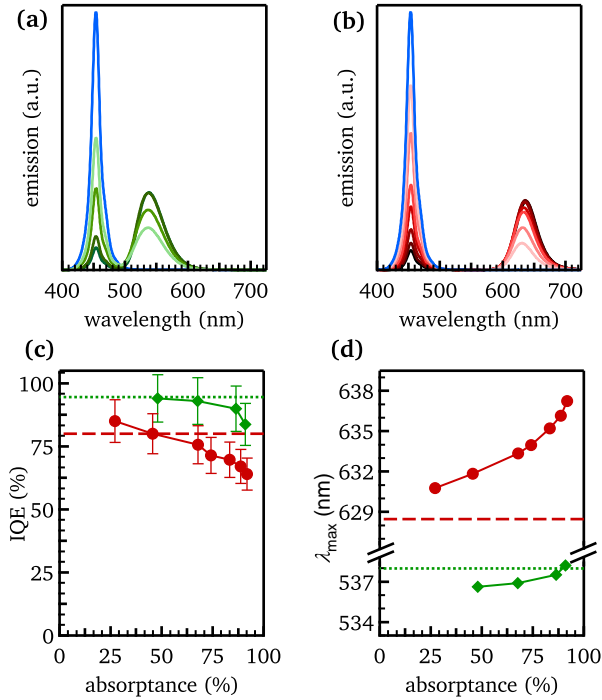 (a)
emission (a.u.)
400 500 600 700
wavelength (nm)
(b)
emission (a.u.)
400 500 600 700
wavelength (nm)
(c)
IQE (%)
100
75
50
25
0
0 25 50 75 100
absorptance (%)
(d)
λmax (nm)
638
635
632
629
537
534
0 25 50 75 100
absorptance (%)